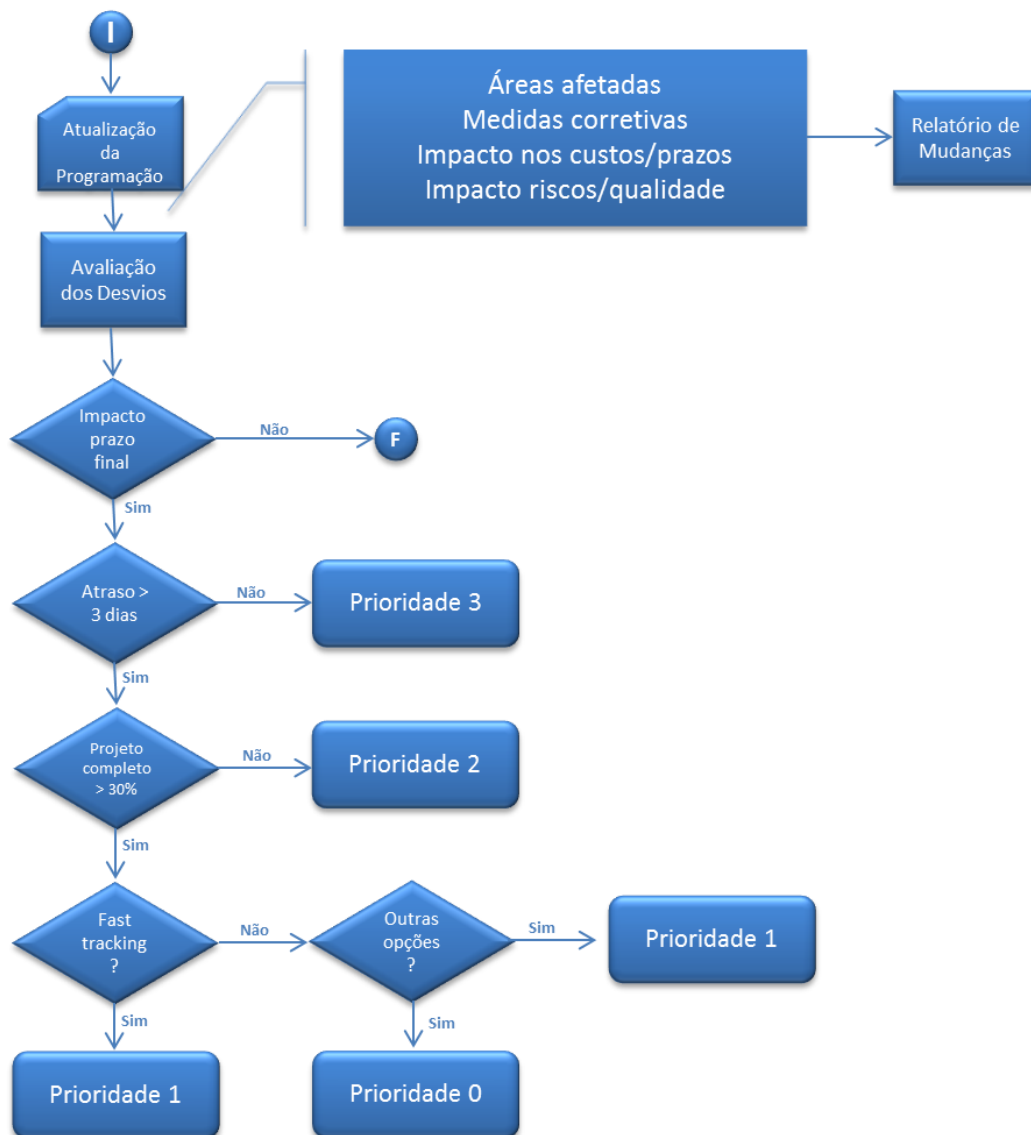 I
Atualização
da
Programação
Áreas afetadas
Medidas corretivas
Impacto nos custos/prazos
Impacto riscos/qualidade
Relatório de
Mudanças
Avaliação
dos Desvios
Impacto
prazo
final
Não
F
Sim
Atraso >
3 dias
Não
Prioridade 3
Sim
Projeto
completo
> 30%
Não
Prioridade 2
Sim
Fast
tracking
?
Não
Outras
opções
?
Sim
Prioridade 1
Sim
Prioridade 1
Sim
Prioridade 0